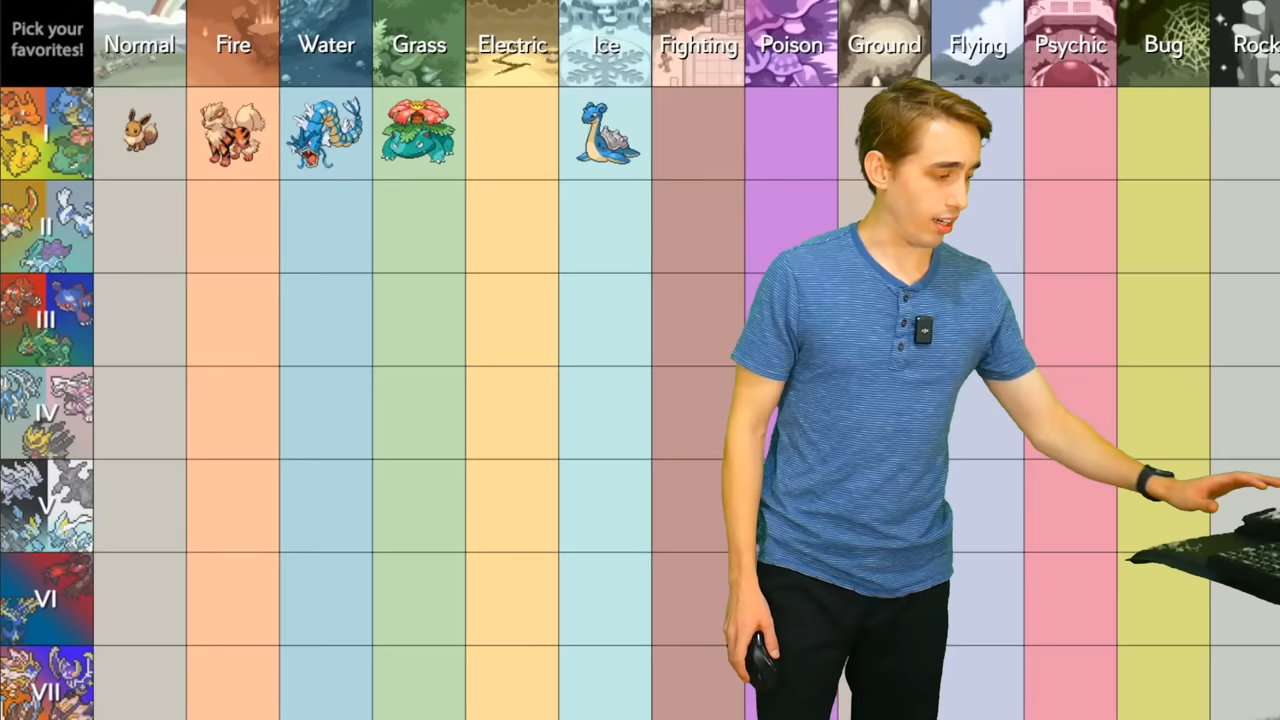 Pick your
favorites!
Normal
Fire
Water
Grass
Electric
Ice
Fighting
Poison
Ground
Flying
Psychic
Bug
Rock
I
II
III
IV
V
VI
VII